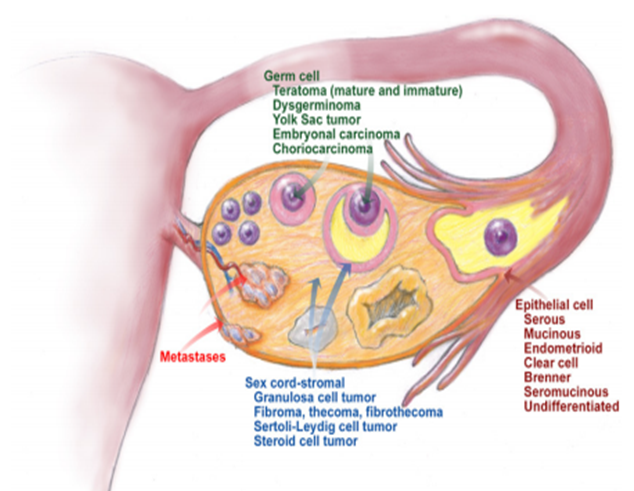 Germ cell
Teratoma (mature and immature)
Dysgerminoma
Yolk Sac tumor
Embryonal carcinoma
Choriocarcinoma
Epithelial cell
Serous
Mucinous
Endometrioid
Clear cell
Brenner
Seromucinous
Undifferentiated
Metastases
Sex cord-stromal
Granulosa cell tumor
Fibroma, thecoma, fibrothecoma
Sertoli-Leydig cell tumor
Steroid cell tumor